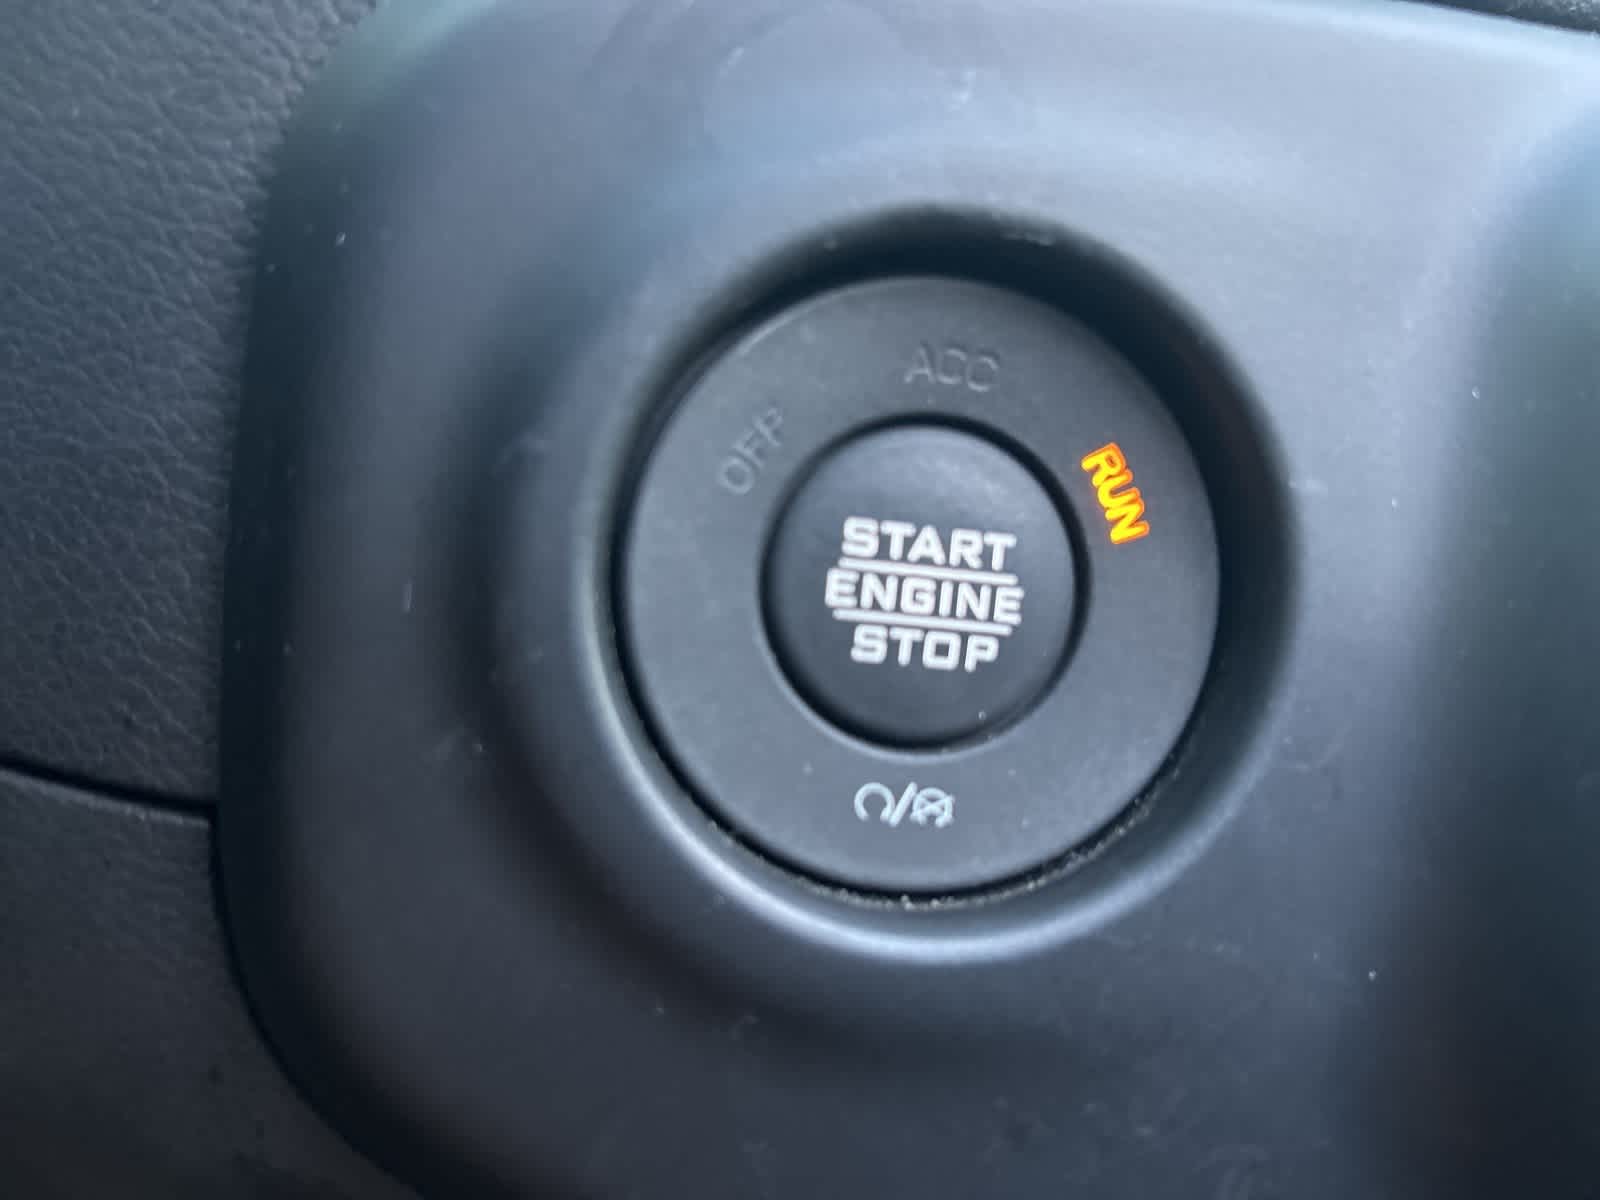 ACC
OFF
RUN
START
ENGINE
STOP